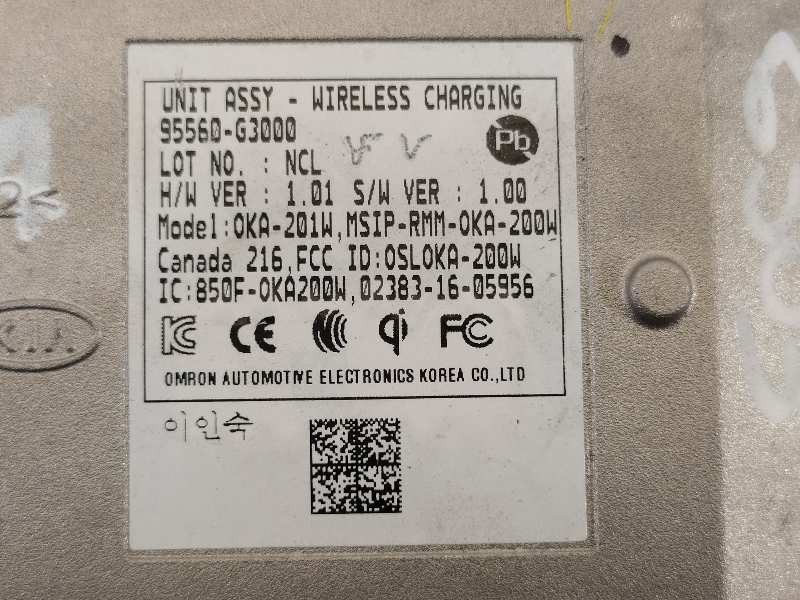 UNIT ASSY - WIRELESS CHARGING
95560-G3000
Pb
LOT NO. : NCL
H/W VER : 1.01 S/W VER : 1.00
Model:OKA-201W,MSIP-RMM-OKA-200W
Canada 216,FCC ID:OSLOKA-200W
IC:850F-OKA200W,02383-16-05956
KC CE qi FC
OMRON AUTOMOTIVE ELECTRONICS KOREA CO.,LTD
이인숙